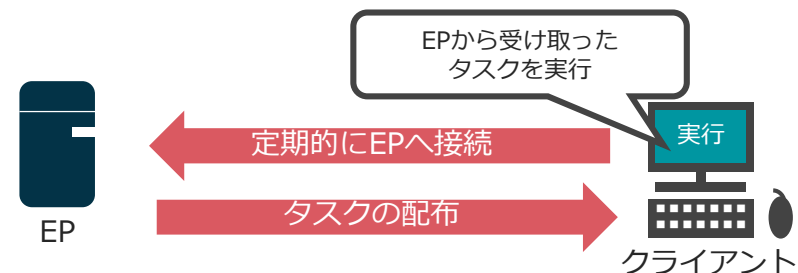 EPから受け取った
タスクを実行
定期的にEPへ接続
実行
タスクの配布
EP
クライアント